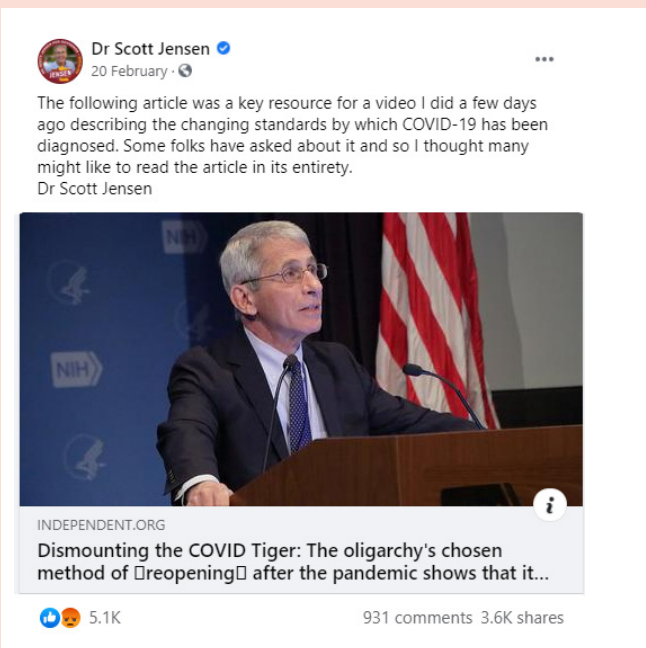 Dr Scott Jensen
20 February ·
The following article was a key resource for a video I did a few days
ago describing the changing standards by which COVID-19 has been
diagnosed. Some folks have asked about it and so I thought many
might like to read the article in its entirety.
Dr Scott Jensen
NIH
NIH
INDEPENDENT.ORG
Dismounting the COVID Tiger: The oligarchy's chosen
method of □reopening□ after the pandemic shows that it...
5.1K
931 comments 3.6K shares